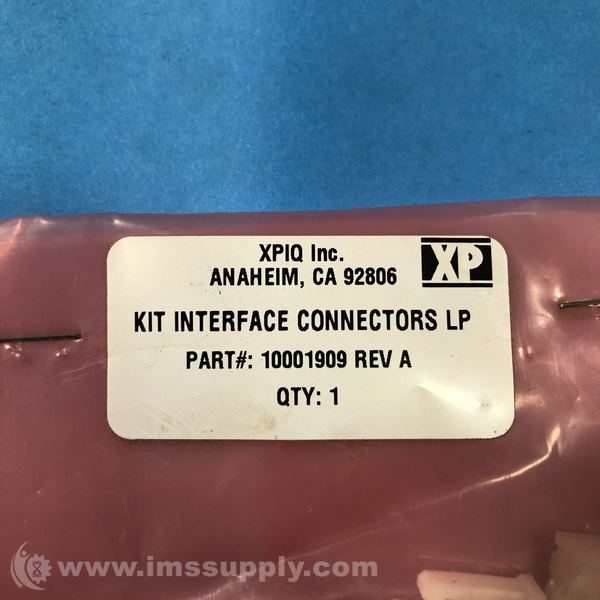 XPIQ Inc.
ANAHEIM, CA 92806
XP
KIT INTERFACE CONNECTORS LP
PART#: 10001909 REV A
QTY: 1
www.imssupply.com